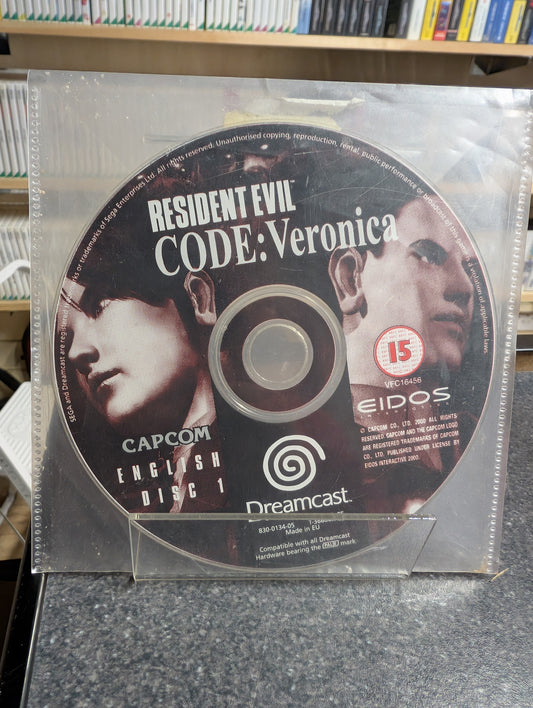 SEGA and Dreamcast are registered trademarks or trademarks of Sega Enterprises Ltd. All rights reserved. Unauthorised copying, reproduction, rental, public performance or broadcast of this game is a violation of applicable laws.
RESIDENT EVIL™
CODE:Veronica
15
VFC16456
EIDOS
INTERACTIVE
© CAPCOM CO., LTD. 2000 ALL RIGHTS
RESERVED. CAPCOM AND THE CAPCOM LOGO
ARE REGISTERED TRADEMARKS OF CAPCOM
CO., LTD. PUBLISHED UNDER LICENSE BY
EIDOS INTERACTIVE 2000.
CAPCOM
ENGLISH
DISC 1
Dreamcast™
830-0134-05
Made in EU
Compatible with all Dreamcast
Hardware bearing the PAL/E mark.